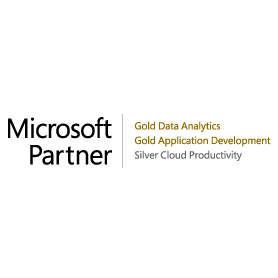 Microsoft
Partner
Gold Data Analytics
Gold Application Development
Silver Cloud Productivity